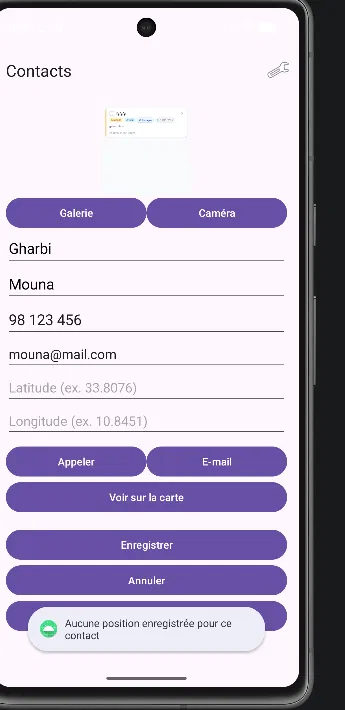 Contacts
Galerie
Caméra
Gharbi
Mouna
98 123 456
mouna@mail.com
Latitude (ex. 33.8076)
Longitude (ex. 10.8451)
Appeler
E-mail
Voir sur la carte
Enregistrer
Annuler
Aucune position enregistrée pour ce
contact